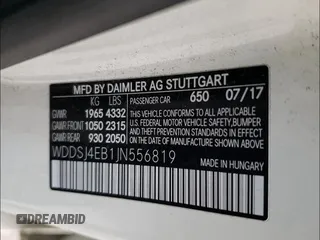 MFD BY DAIMLER AG STUTTGART
KG LBS
GVWR 1965 4332
GAWR FRONT 1050 2315
GAWR REAR 930 2050
PASSENGER CAR 650 07/17
THIS VEHICLE CONFORMS TO ALL APPLICABLE
FEDERAL MOTOR VEHICLE SAFETY, BUMPER, AND
THEFT PREVENTION STANDARDS IN EFFECT ON THE
DATE OF MANUFACTURE SHOWN ABOVE.
WDDSJ4EB1JN556819
MADE IN HUNGARY
DREAMBID